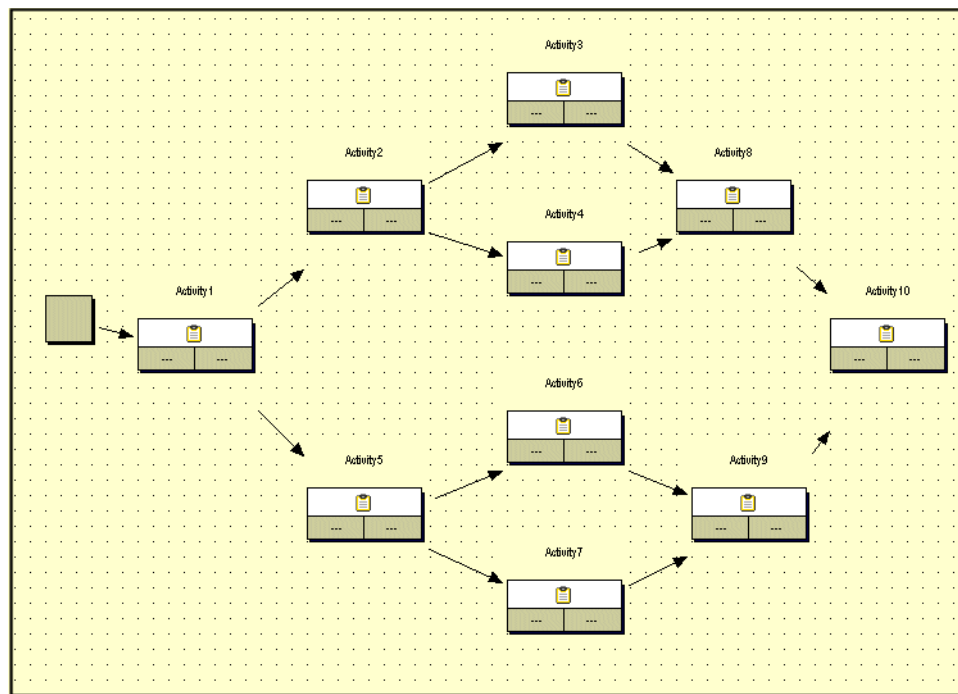 Activity3
--- ---
Activity2
--- ---
Activity8
--- ---
Activity4
--- ---
Activity1
--- ---
Activity10
--- ---
Activity6
--- ---
Activity5
--- ---
Activity9
--- ---
Activity7
--- ---